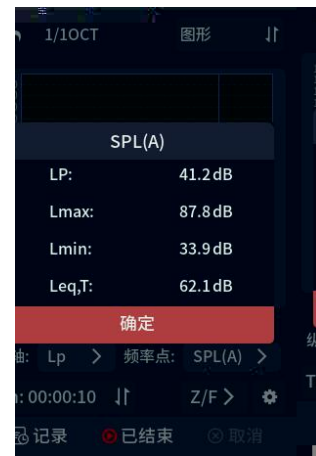 1/1OCT 图形
SPL(A)
LP: 41.2dB
Lmax: 87.8dB
Lmin: 33.9dB
Leq,T: 62.1dB
确定
轴: Lp > 频率点: SPL(A) >
: 00:00:10 Z/F >
记录 已结束 取消
T